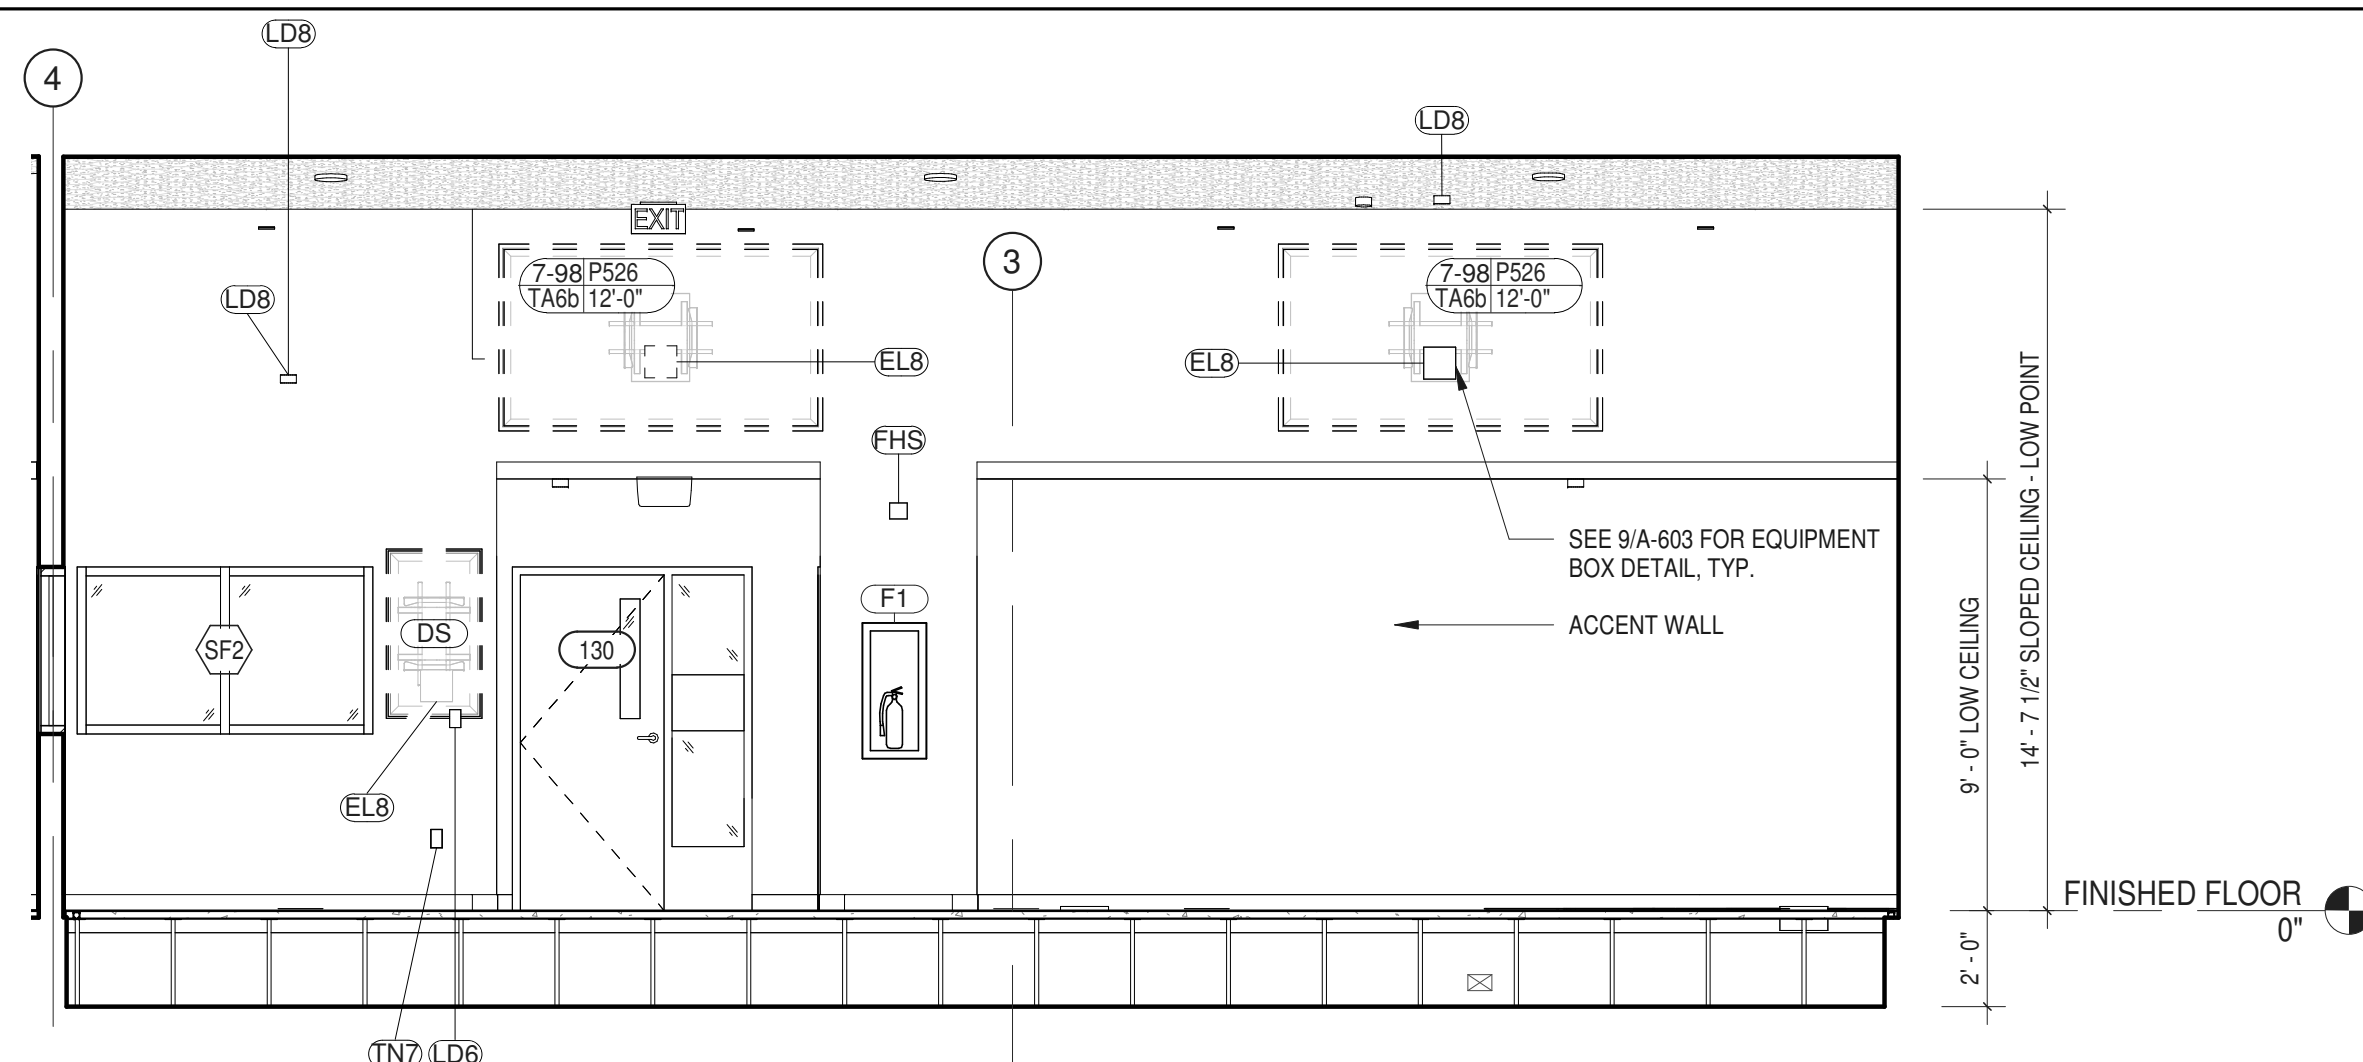 LD8
4
LD8
EXIT
3
7-98 P526
TA6b 12'-0"
7-98 P526
TA6b 12'-0"
LD8
EL8
EL8
FHS
SEE 9/A-603 FOR EQUIPMENT
BOX DETAIL, TYP.
F1
ACCENT WALL
DS
SF2
130
EL8
9' - 0" LOW CEILING
14' - 7 1/2" SLOPED CEILING - LOW POINT
FINISHED FLOOR
0"
2' - 0"
TN7
LD6